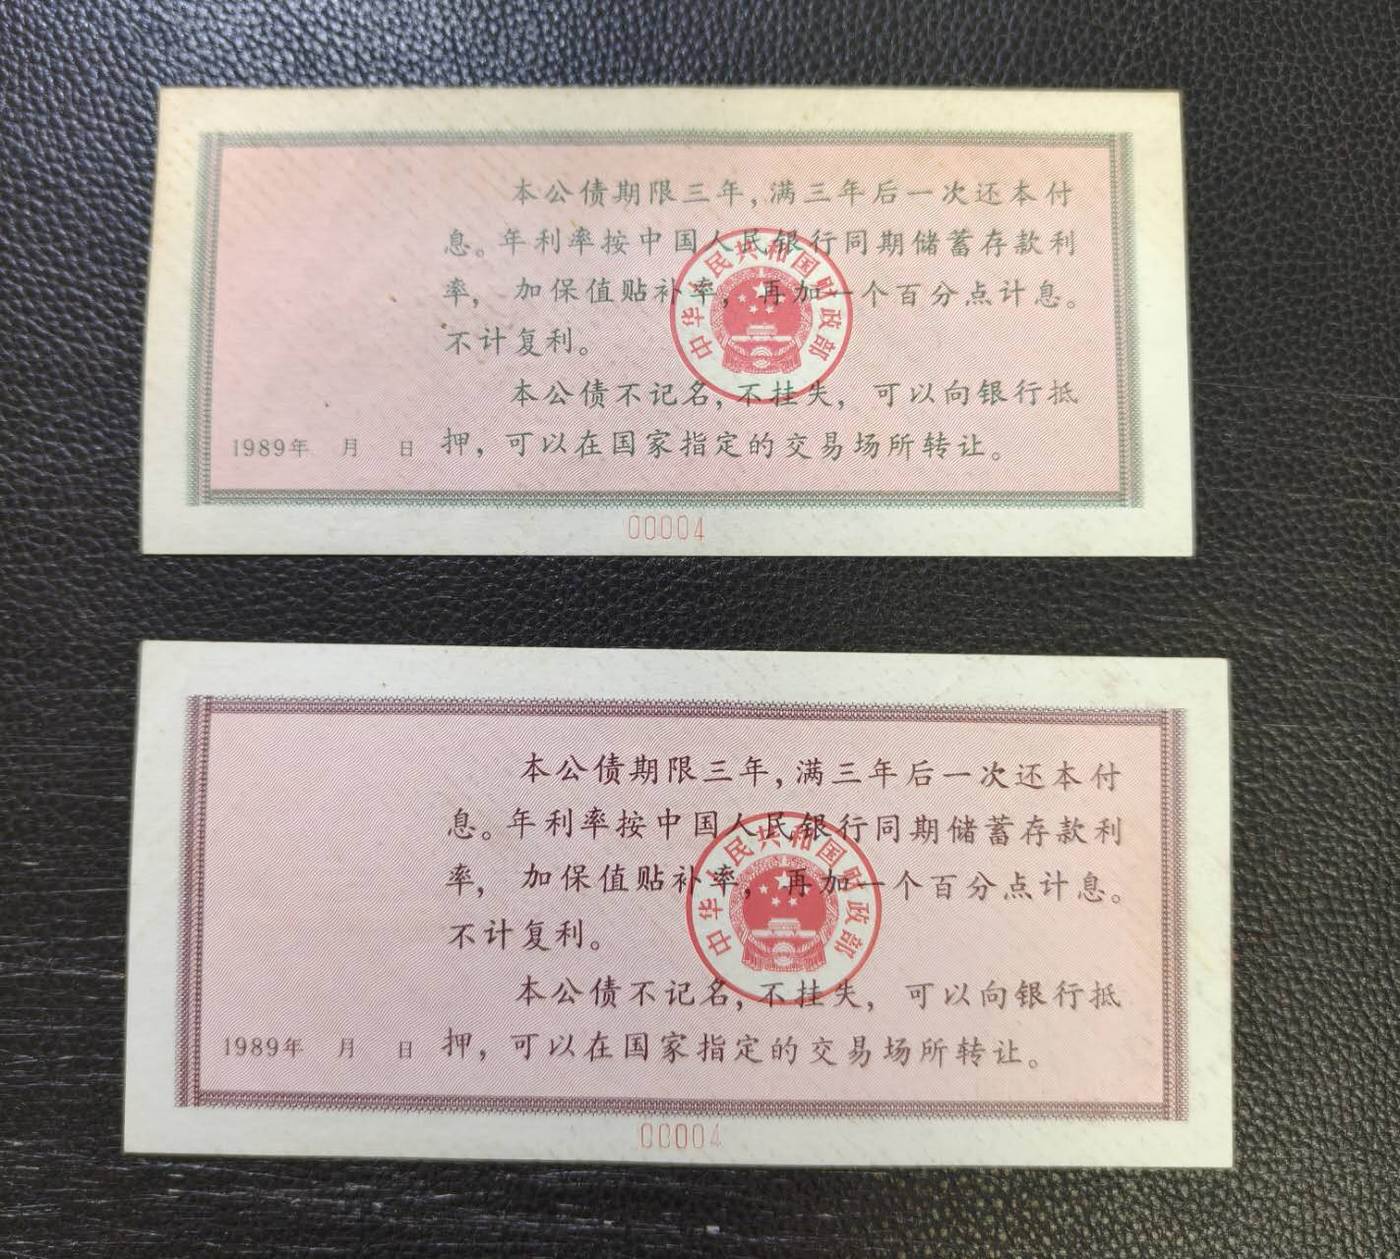 本公债期限三年,满三年后一次还本付
息。年利率按中国人民银行同期储蓄存款利
率，加保值贴补率，再加一个百分点计息。
不计复利。
本公债不记名，不挂失，可以向银行抵
押，可以在国家指定的交易场所转让。
1989年 月 日
中华人民共和国财政部
00004
本公债期限三年,满三年后一次还本付
息。年利率按中国人民银行同期储蓄存款利
率，加保值贴补率，再加一个百分点计息。
不计复利。
本公债不记名，不挂失，可以向银行抵
押，可以在国家指定的交易场所转让。
1989年 月 日
中华人民共和国财政部
00004